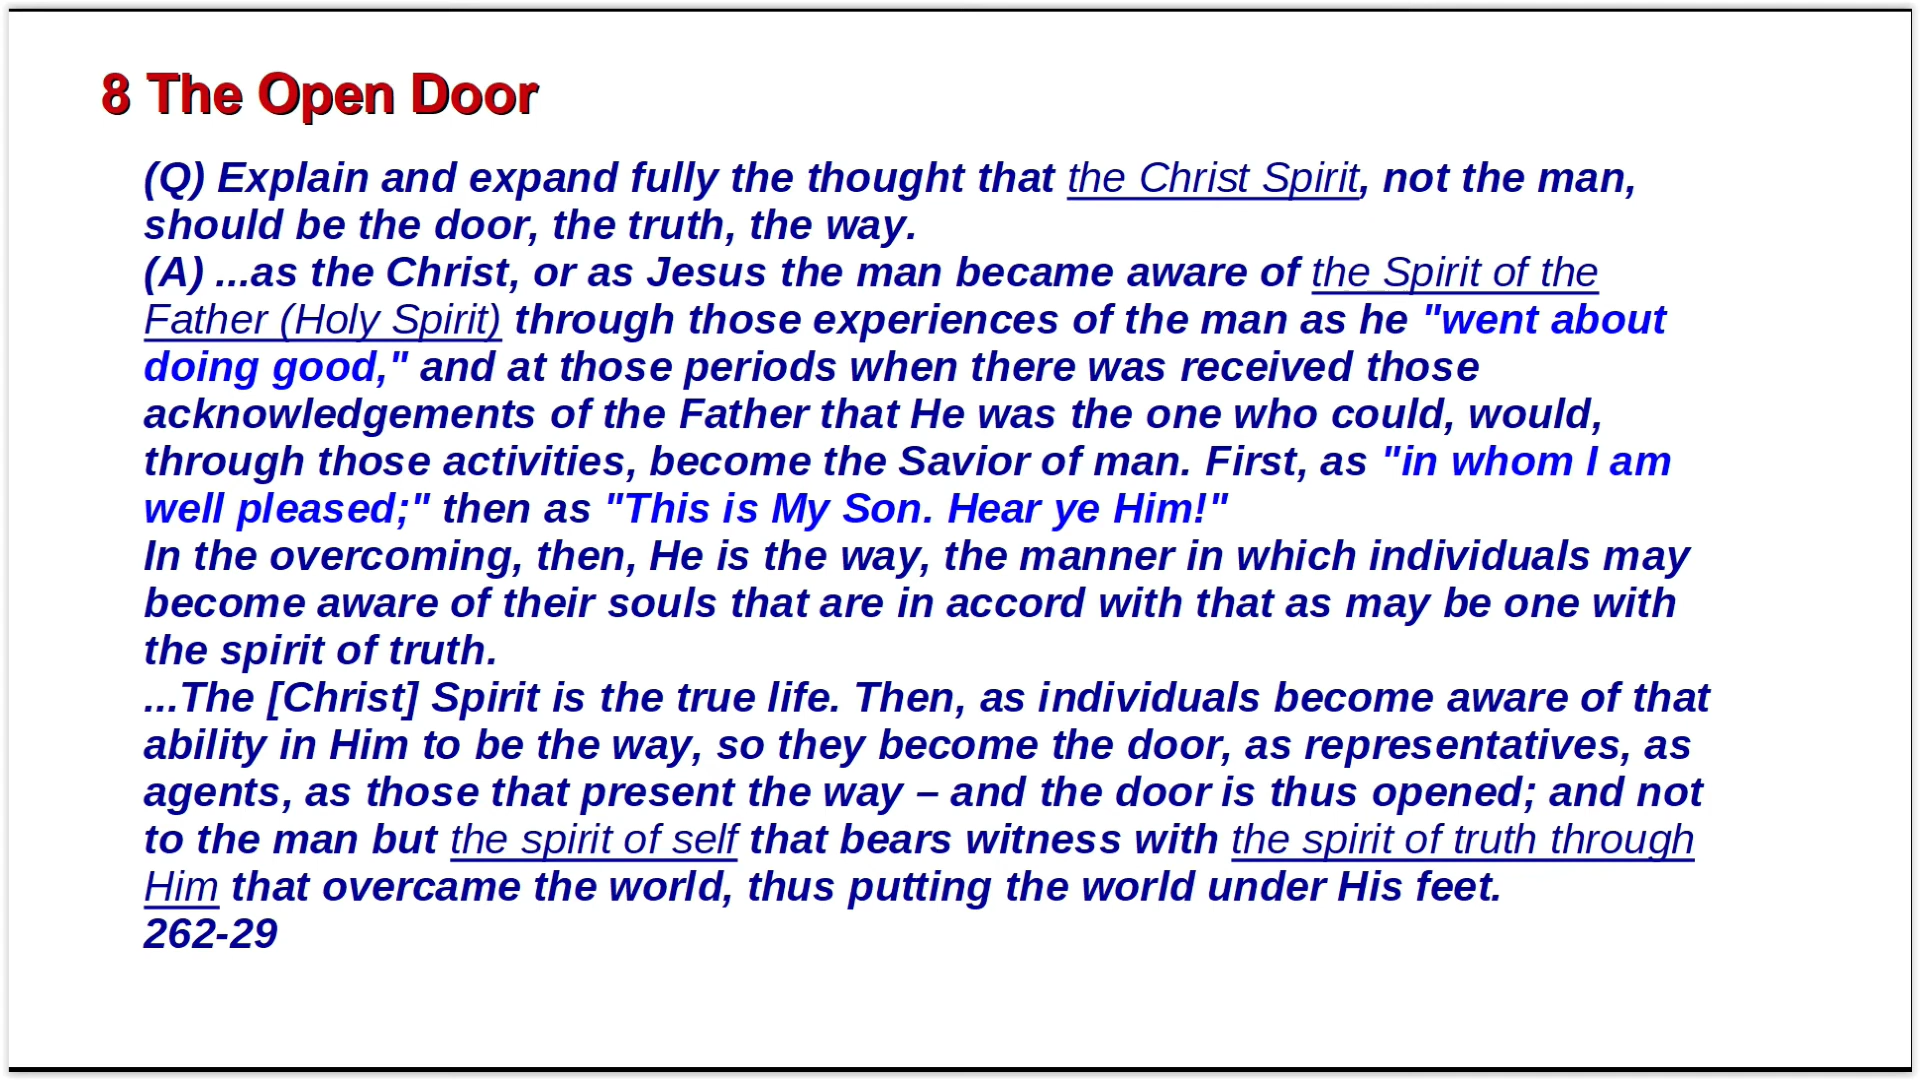 8 The Open Door
(Q) Explain and expand fully the thought that the Christ Spirit, not the man,
should be the door, the truth, the way.
(A) ...as the Christ, or as Jesus the man became aware of the Spirit of the
Father (Holy Spirit) through those experiences of the man as he "went about
doing good," and at those periods when there was received those
acknowledgements of the Father that He was the one who could, would,
through those activities, become the Savior of man. First, as "in whom I am
well pleased;" then as "This is My Son. Hear ye Him!"
In the overcoming, then, He is the way, the manner in which individuals may
become aware of their souls that are in accord with that as may be one with
the spirit of truth.
...The [Christ] Spirit is the true life. Then, as individuals become aware of that
ability in Him to be the way, so they become the door, as representatives, as
agents, as those that present the way – and the door is thus opened; and not
to the man but the spirit of self that bears witness with the spirit of truth through
Him that overcame the world, thus putting the world under His feet.
262-29